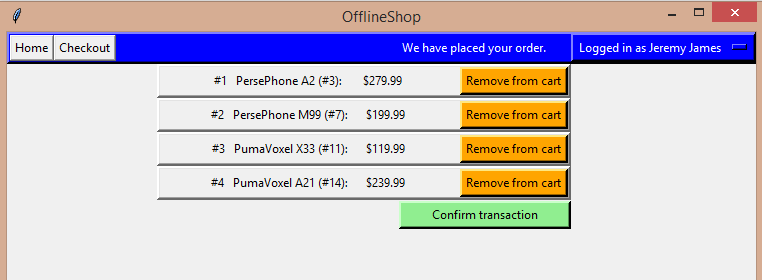 OfflineShop
Home Checkout We have placed your order. Logged in as Jeremy James
#1 PersePhone A2 (#3): $279.99 Remove from cart
#2 PersePhone M99 (#7): $199.99 Remove from cart
#3 PumaVoxel X33 (#11): $119.99 Remove from cart
#4 PumaVoxel A21 (#14): $239.99 Remove from cart
Confirm transaction